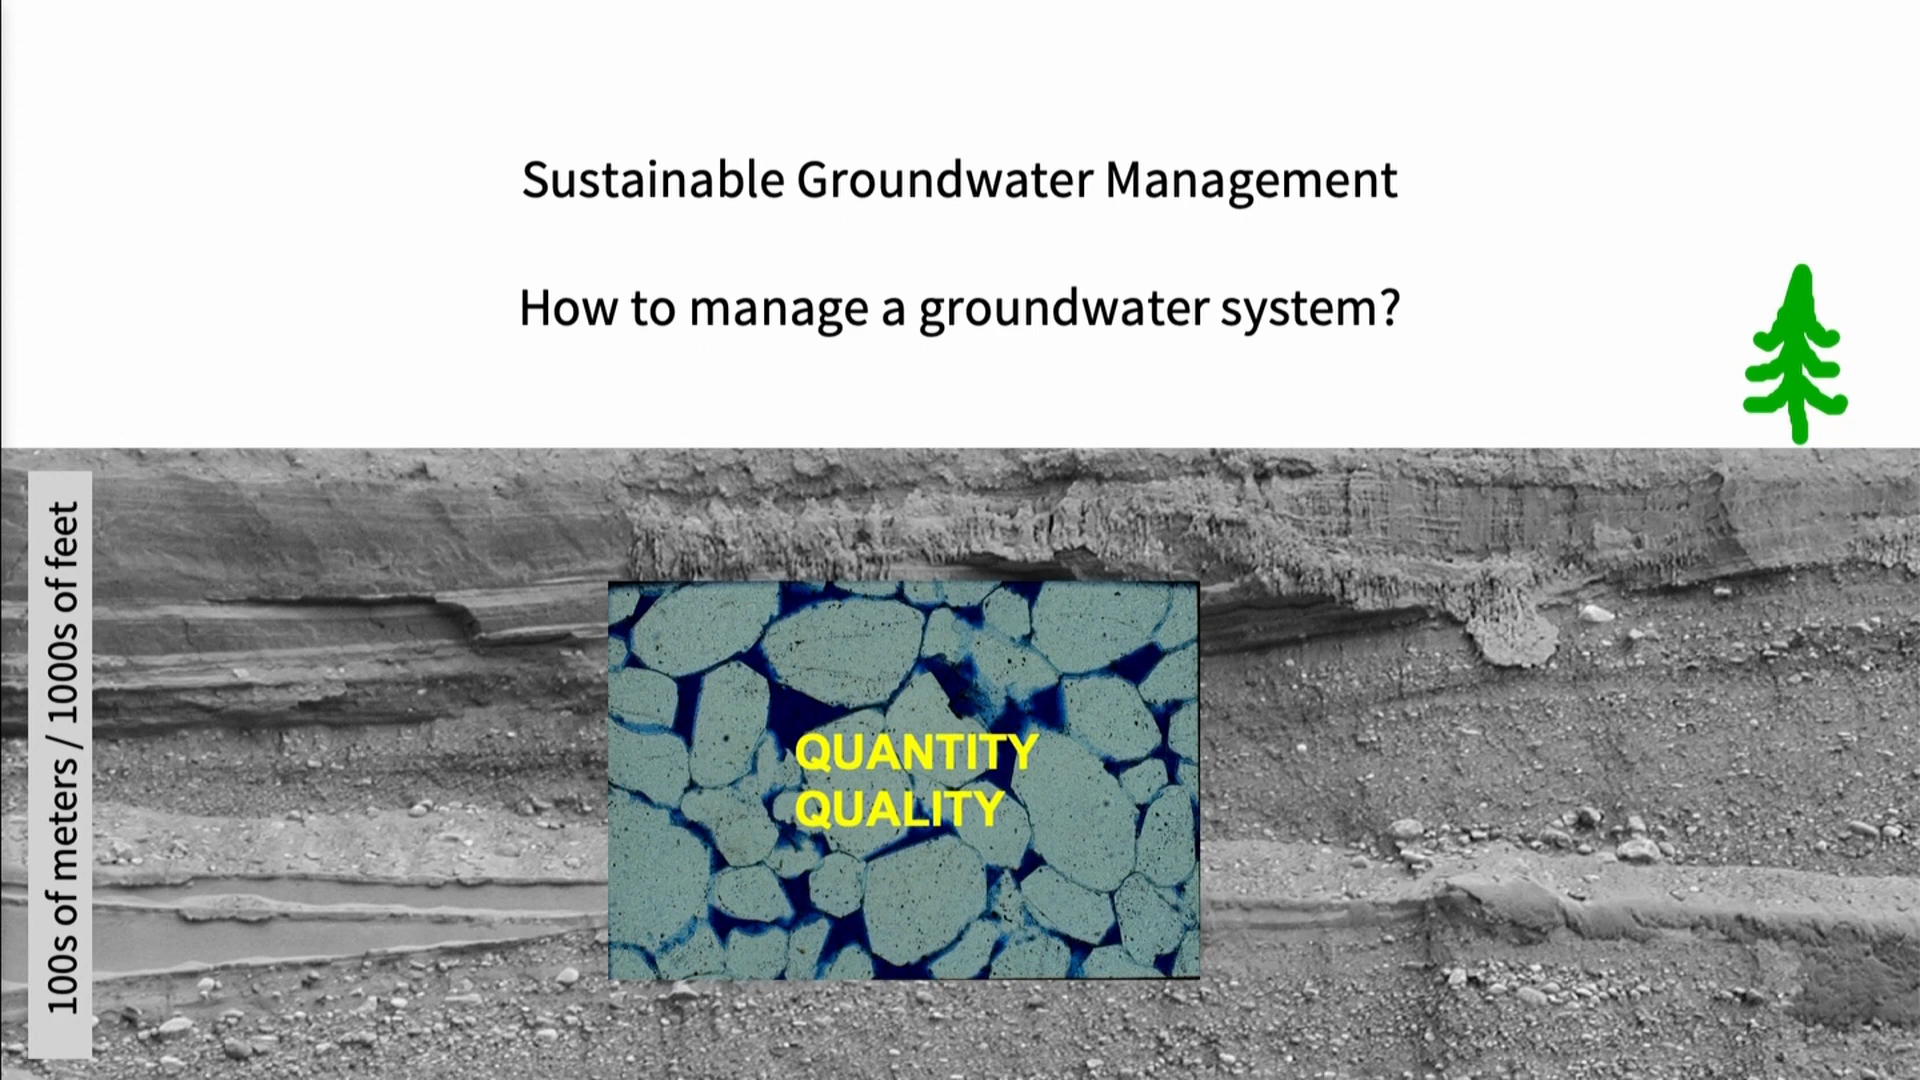 Sustainable Groundwater Management
How to manage a groundwater system?
100s of meters / 1000s of feet
QUANTITY
QUALITY